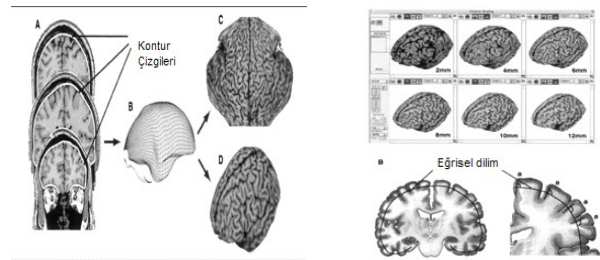 A
Kontur
Çizgileri
B
C
D
2mm
4mm
6mm
8mm
10mm
12mm
B
Eğrisel dilim
a
a
a
a